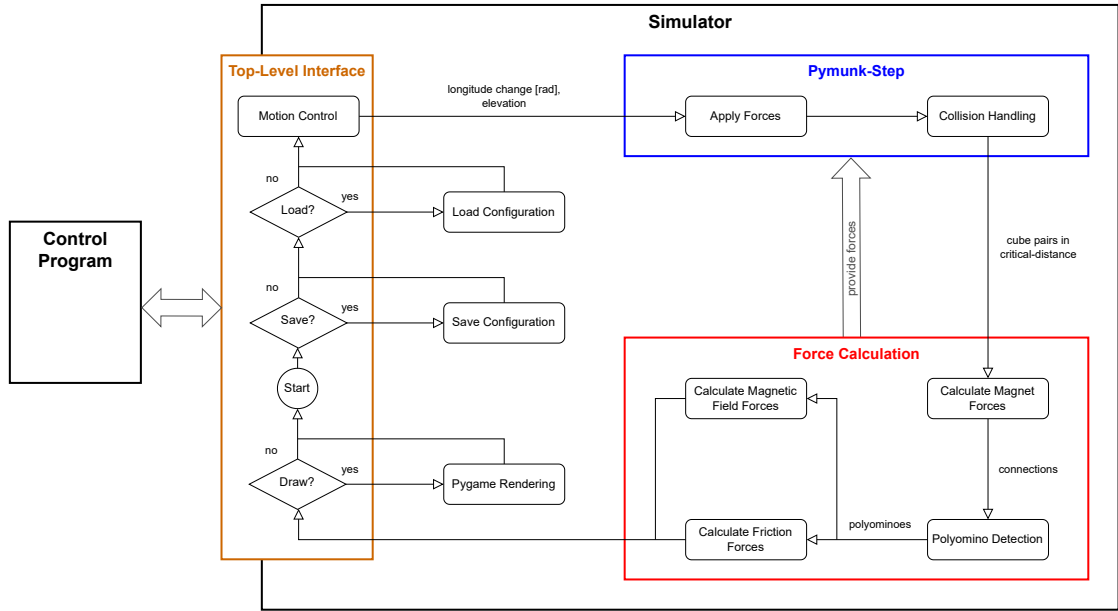 Simulator
Top-Level Interface
Pymunk-Step
longitude change [rad],
elevation
Motion Control
Apply Forces
Collision Handling
no
yes
Load?
Load Configuration
Control
Program
cube pairs in
critical-distance
provide forces
no
yes
Save?
Save Configuration
Force Calculation
Start
Calculate Magnetic
Field Forces
Calculate Magnet
Forces
no
yes
Draw?
Pygame Rendering
connections
polyominoes
Calculate Friction
Forces
Polyomino Detection